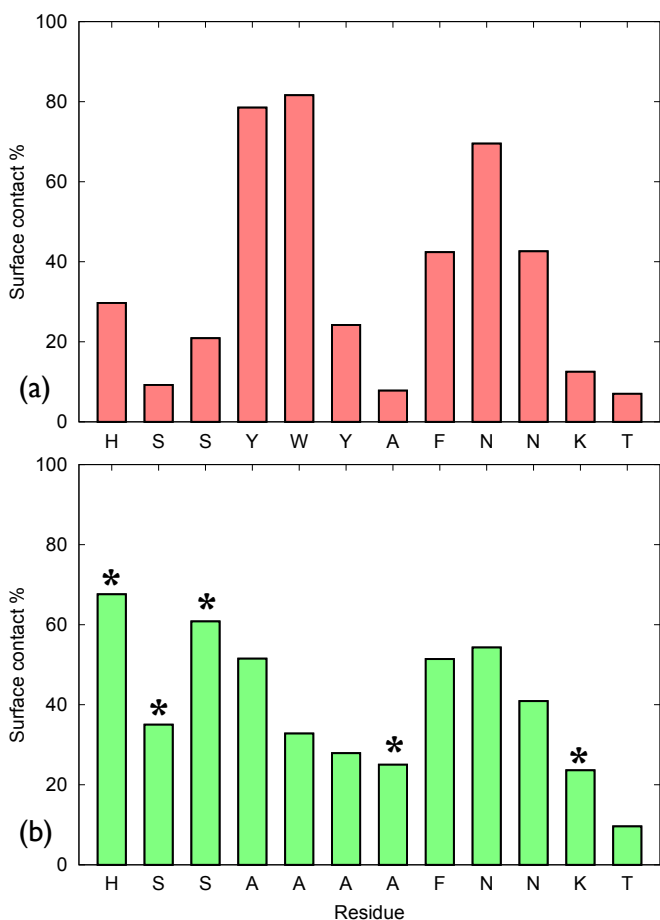 100
80
60
40
20
0
Surface contact %
(a)
H S S Y W Y A F N N K T
100
80
60
40
20
0
Surface contact %
(b)
* * * * *
H S S A A A A F N N K T
Residue